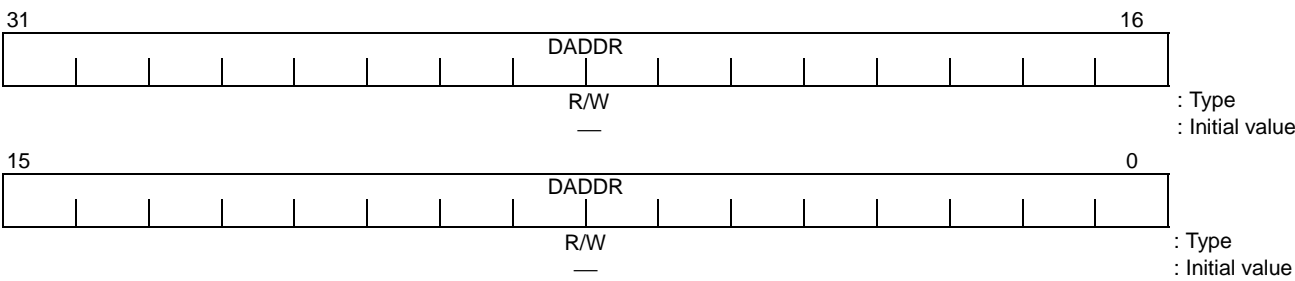 31 16
DADDR
R/W : Type
— : Initial value
15 0
DADDR
R/W : Type
— : Initial value